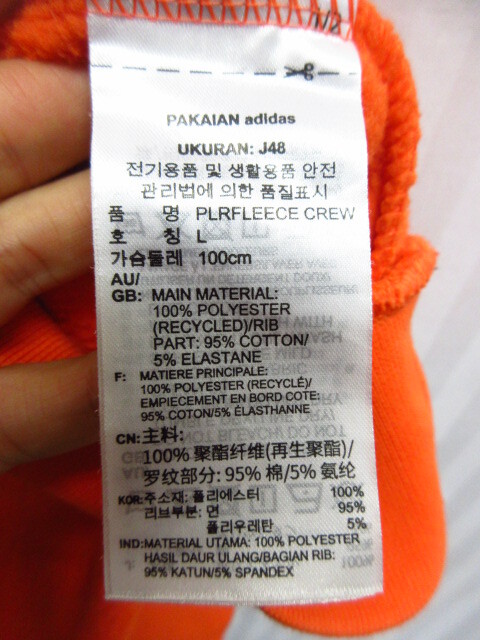 1/2
PAKAIAN adidas
UKURAN: J48
전기용품 및 생활용품 안전
관리법에 의한 품질표시
品 명 PLRFLEECE CREW
호 칭 L
가슴둘레 100cm
AU/
GB: MAIN MATERIAL:
100% POLYESTER
(RECYCLED)/RIB
PART: 95% COTTON/
5% ELASTANE
F: MATIERE PRINCIPALE:
100% POLYESTER (RECYCLÉ)/
EMPIECEMENT EN BORD COTE:
95% COTON/5% ÉLASTHANNE
CN: 主料:
100% 聚酯纤维(再生聚酯)/
罗纹部分: 95% 棉/5% 氨纶
KOR: 주소재: 폴리에스터 100%
리브부분: 면 95%
폴리우레탄 5%
IND: MATERIAL UTAMA: 100% POLYESTER
HASIL DAUR ULANG/BAGIAN RIB:
95% KATUN/5% SPANDEX